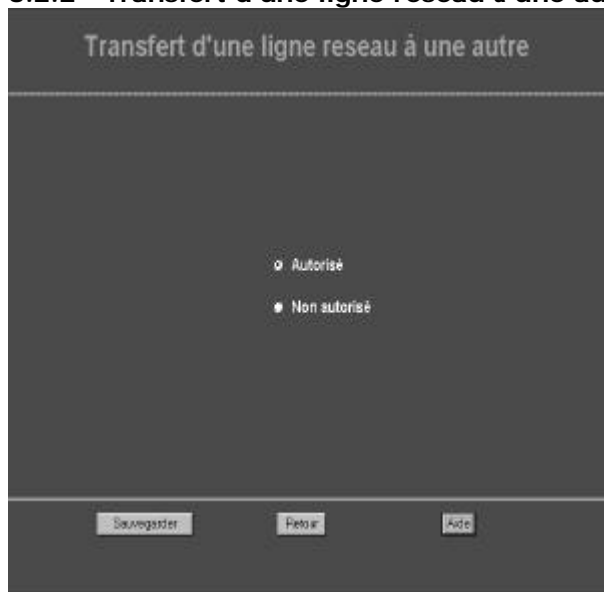 Transfert d'une ligne reseau à une autre
Autorisé
Non autorisé
Sauvegarder
Retour
Aide